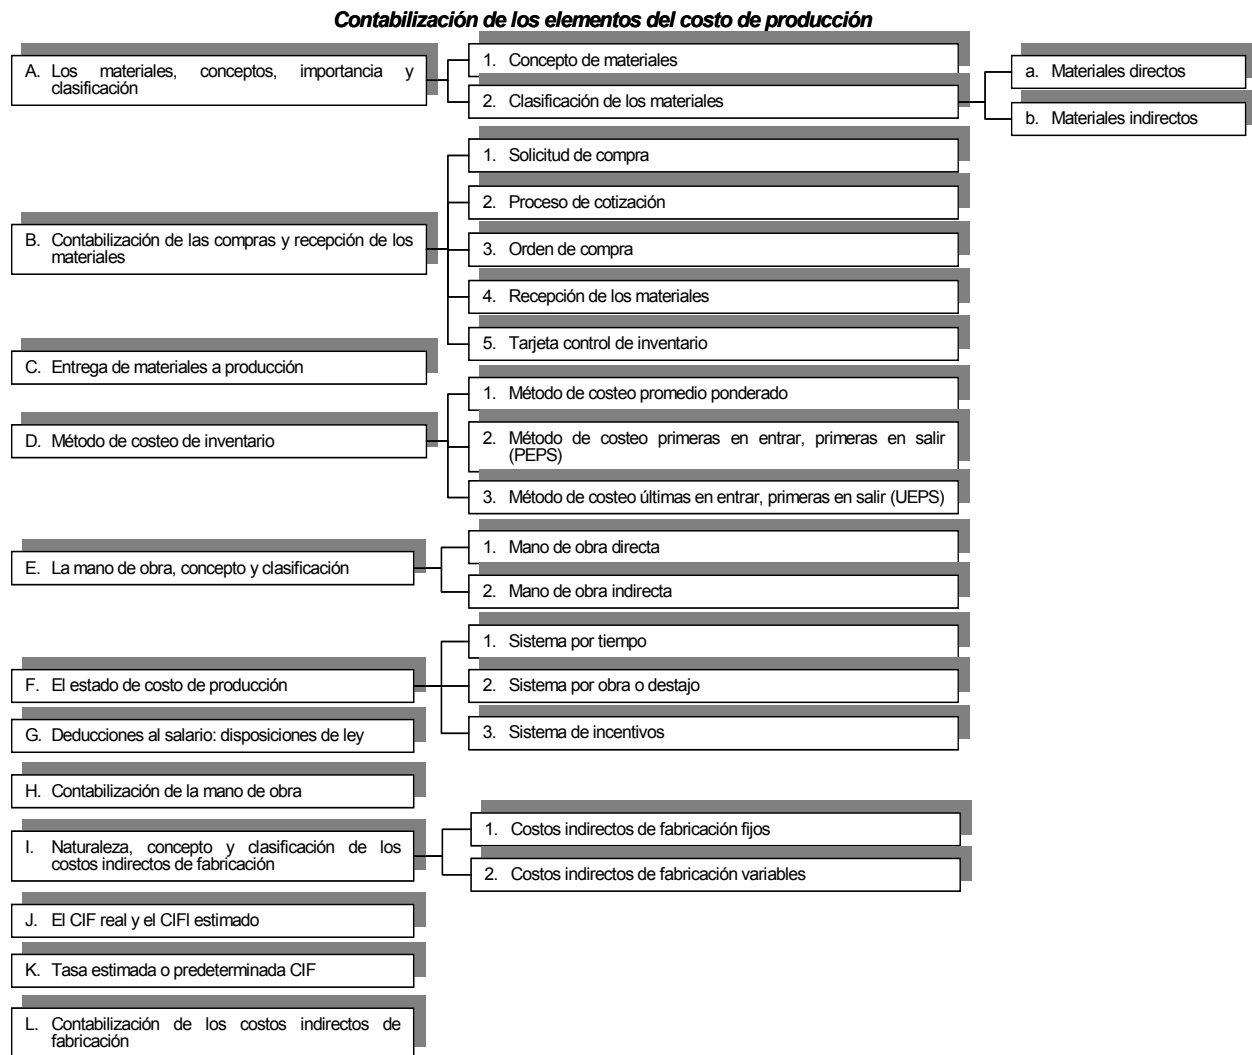 Contabilización de los elementos del costo de producción
A. Los materiales, conceptos, importancia y
clasificación
1. Concepto de materiales
2. Clasificación de los materiales
a. Materiales directos
b. Materiales indirectos
B. Contabilización de las compras y recepción de los
materiales
1. Solicitud de compra
2. Proceso de cotización
3. Orden de compra
4. Recepción de los materiales
5. Tarjeta control de inventario
C. Entrega de materiales a producción
D. Método de costeo de inventario
1. Método de costeo promedio ponderado
2. Método de costeo primeras en entrar, primeras en salir
(PEPS)
3. Método de costeo últimas en entrar, primeras en salir (UEPS)
E. La mano de obra, concepto y clasificación
1. Mano de obra directa
2. Mano de obra indirecta
F. El estado de costo de producción
1. Sistema por tiempo
2. Sistema por obra o destajo
3. Sistema de incentivos
G. Deducciones al salario: disposiciones de ley
H. Contabilización de la mano de obra
I. Naturaleza, concepto y clasificación de los
costos indirectos de fabricación
1. Costos indirectos de fabricación fijos
2. Costos indirectos de fabricación variables
J. El CIF real y el CIFI estimado
K. Tasa estimada o predeterminada CIF
L. Contabilización de los costos indirectos de
fabricación